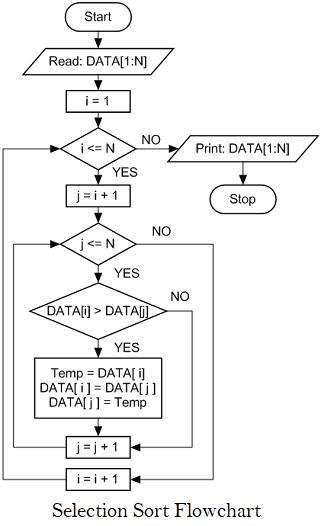 Start
Read: DATA[1:N]
i = 1
i <= N
NO
Print: DATA[1:N]
YES
Stop
j = i + 1
j <= N
NO
YES
DATA[i] > DATA[j]
NO
YES
Temp = DATA[ i]
DATA[ i ] = DATA[ j ]
DATA[ j ] = Temp
j = j + 1
i = i + 1
Selection Sort Flowchart